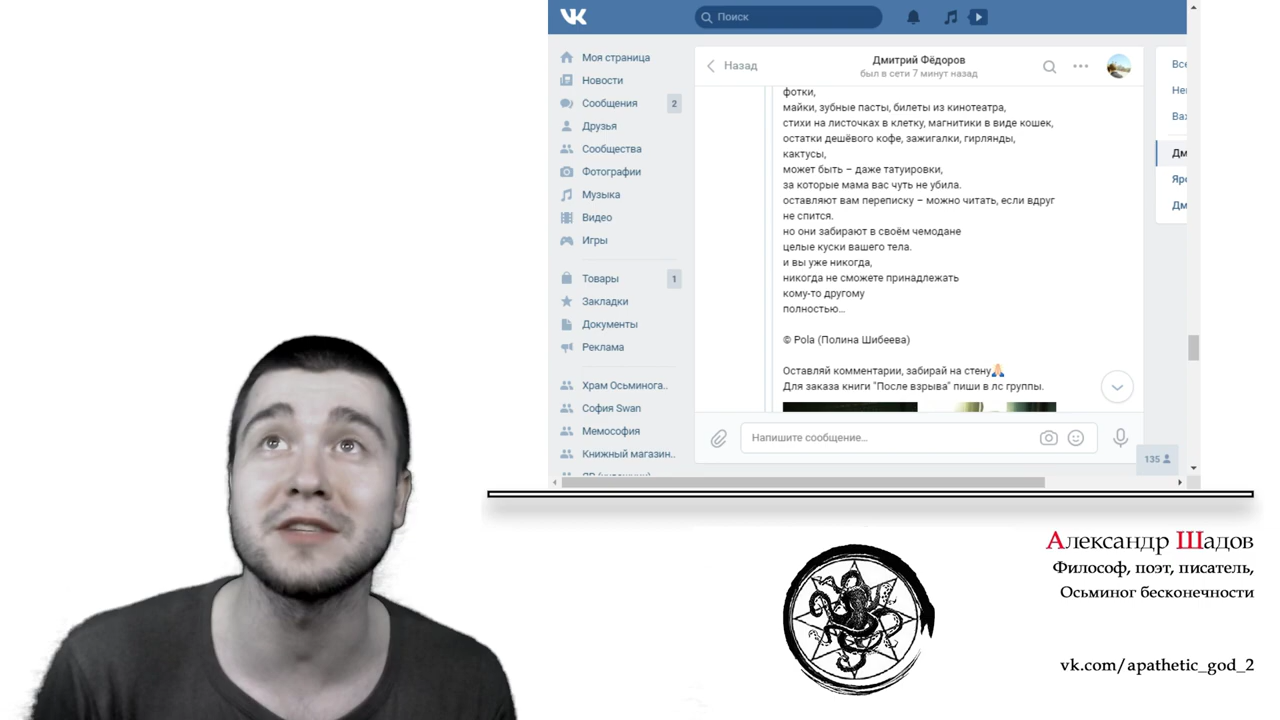 Поиск
Моя страница
Новости
Сообщения
2
Друзья
Сообщества
Фотографии
Музыка
Видео
Игры
Товары
1
Закладки
Документы
Реклама
Храм Осьминога..
София Swan
Мемософия
Книжный магазин..
Назад
Дмитрий Фёдоров
был в сети 7 минут назад
фотки,
майки, зубные пасты, билеты из кинотеатра,
стихи на листочках в клетку, магнитики в виде кошек,
остатки дешёвого кофе, зажигалки, гирлянды,
кактусы,
может быть – даже татуировки,
за которые мама вас чуть не убила.
оставляют вам переписку – можно читать, если вдруг
не спится.
но они забирают в своём чемодане
целые куски вашего тела.
и вы уже никогда,
никогда не сможете принадлежать
кому-то другому
полностью…
© Pola (Полина Шибеева)
Оставляй комментарии, забирай на стену🙏🏻
Для заказа книги "После взрыва" пиши в лс группы.
Напишите сообщение…
Все
Не
Ва
Дм
Яр
Дм
135
Александр Шадов
Философ, поэт, писатель,
Осьминог бесконечности
vk.com/apathetic_god_2